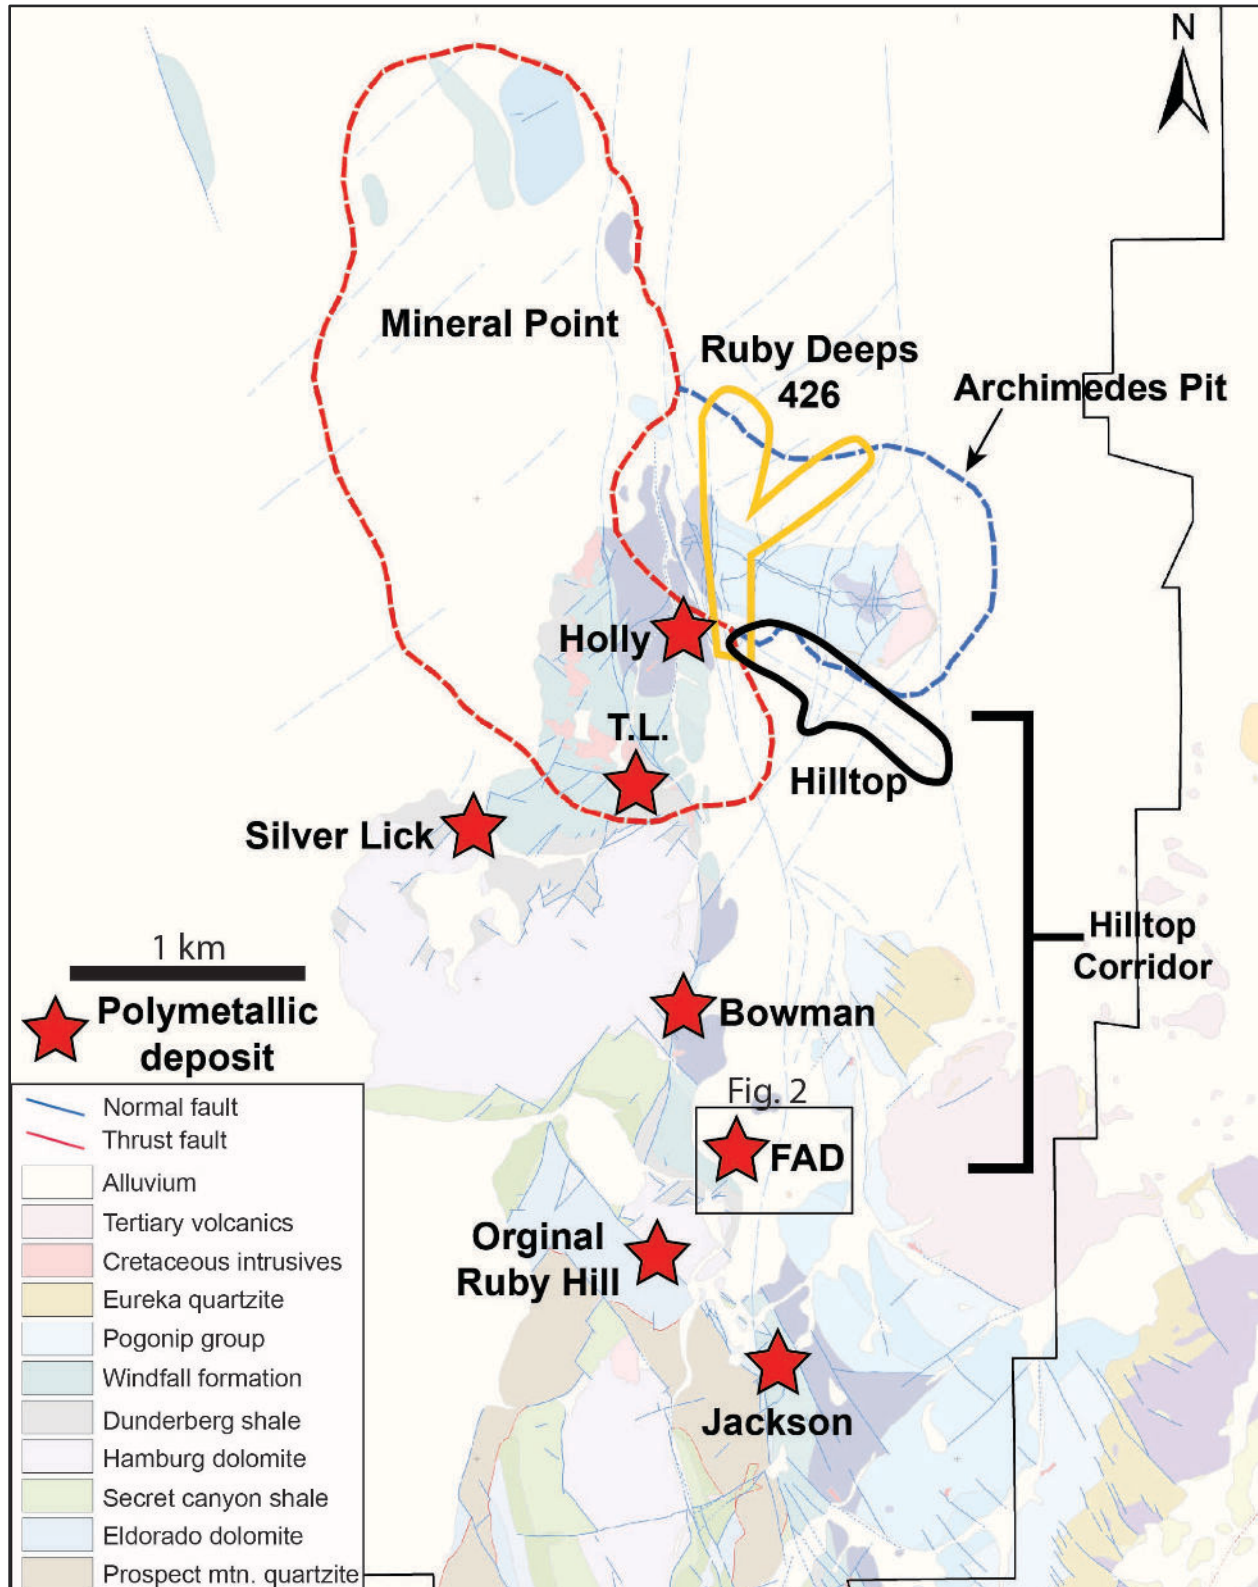 N
Mineral Point
Ruby Deeps
426
Archimedes Pit
Holly
T.L.
Hilltop
Silver Lick
Hilltop
Corridor
1 km
Bowman
Polymetallic
deposit
Fig. 2
FAD
Orginal
Ruby Hill
Jackson
Normal fault
Thrust fault
Alluvium
Tertiary volcanics
Cretaceous intrusives
Eureka quartzite
Pogonip group
Windfall formation
Dunderberg shale
Hamburg dolomite
Secret canyon shale
Eldorado dolomite
Prospect mtn. quartzite